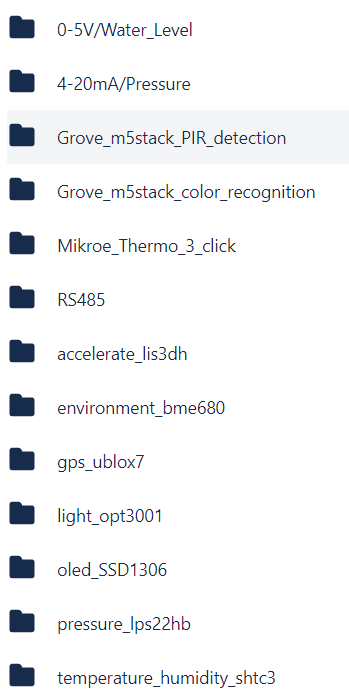 0-5V/Water_Level
4-20mA/Pressure
Grove_m5stack_PIR_detection
Grove_m5stack_color_recognition
Mikroe_Thermo_3_click
RS485
accelerate_lis3dh
environment_bme680
gps_ublox7
light_opt3001
oled_SSD1306
pressure_lps22hb
temperature_humidity_shtc3